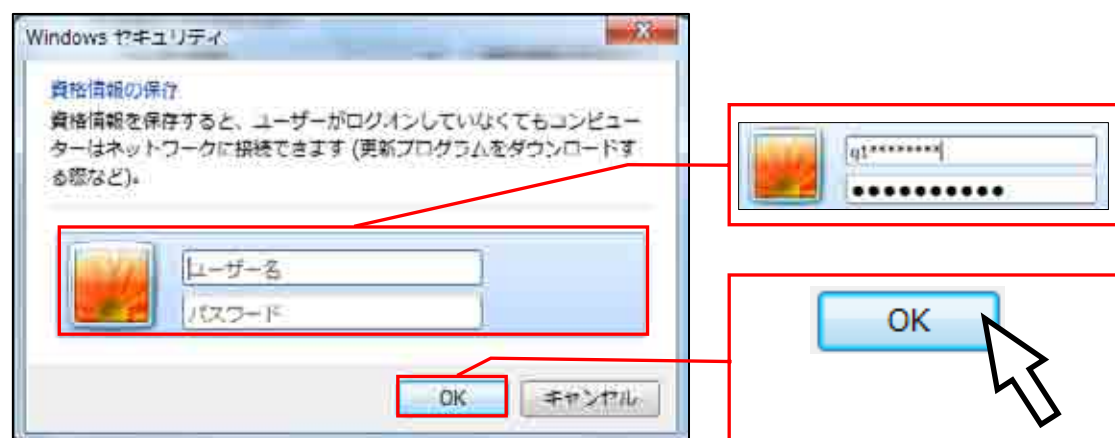 Windows セキュリティ
資格情報の保存
資格情報を保存すると、ユーザーがログオンしていなくてもコンピュー
ターはネットワークに接続できます (更新プログラムをダウンロードす
る際など)。
ユーザー名
パスワード
OK
キャンセル
q1********
●●●●●●●●●●
OK